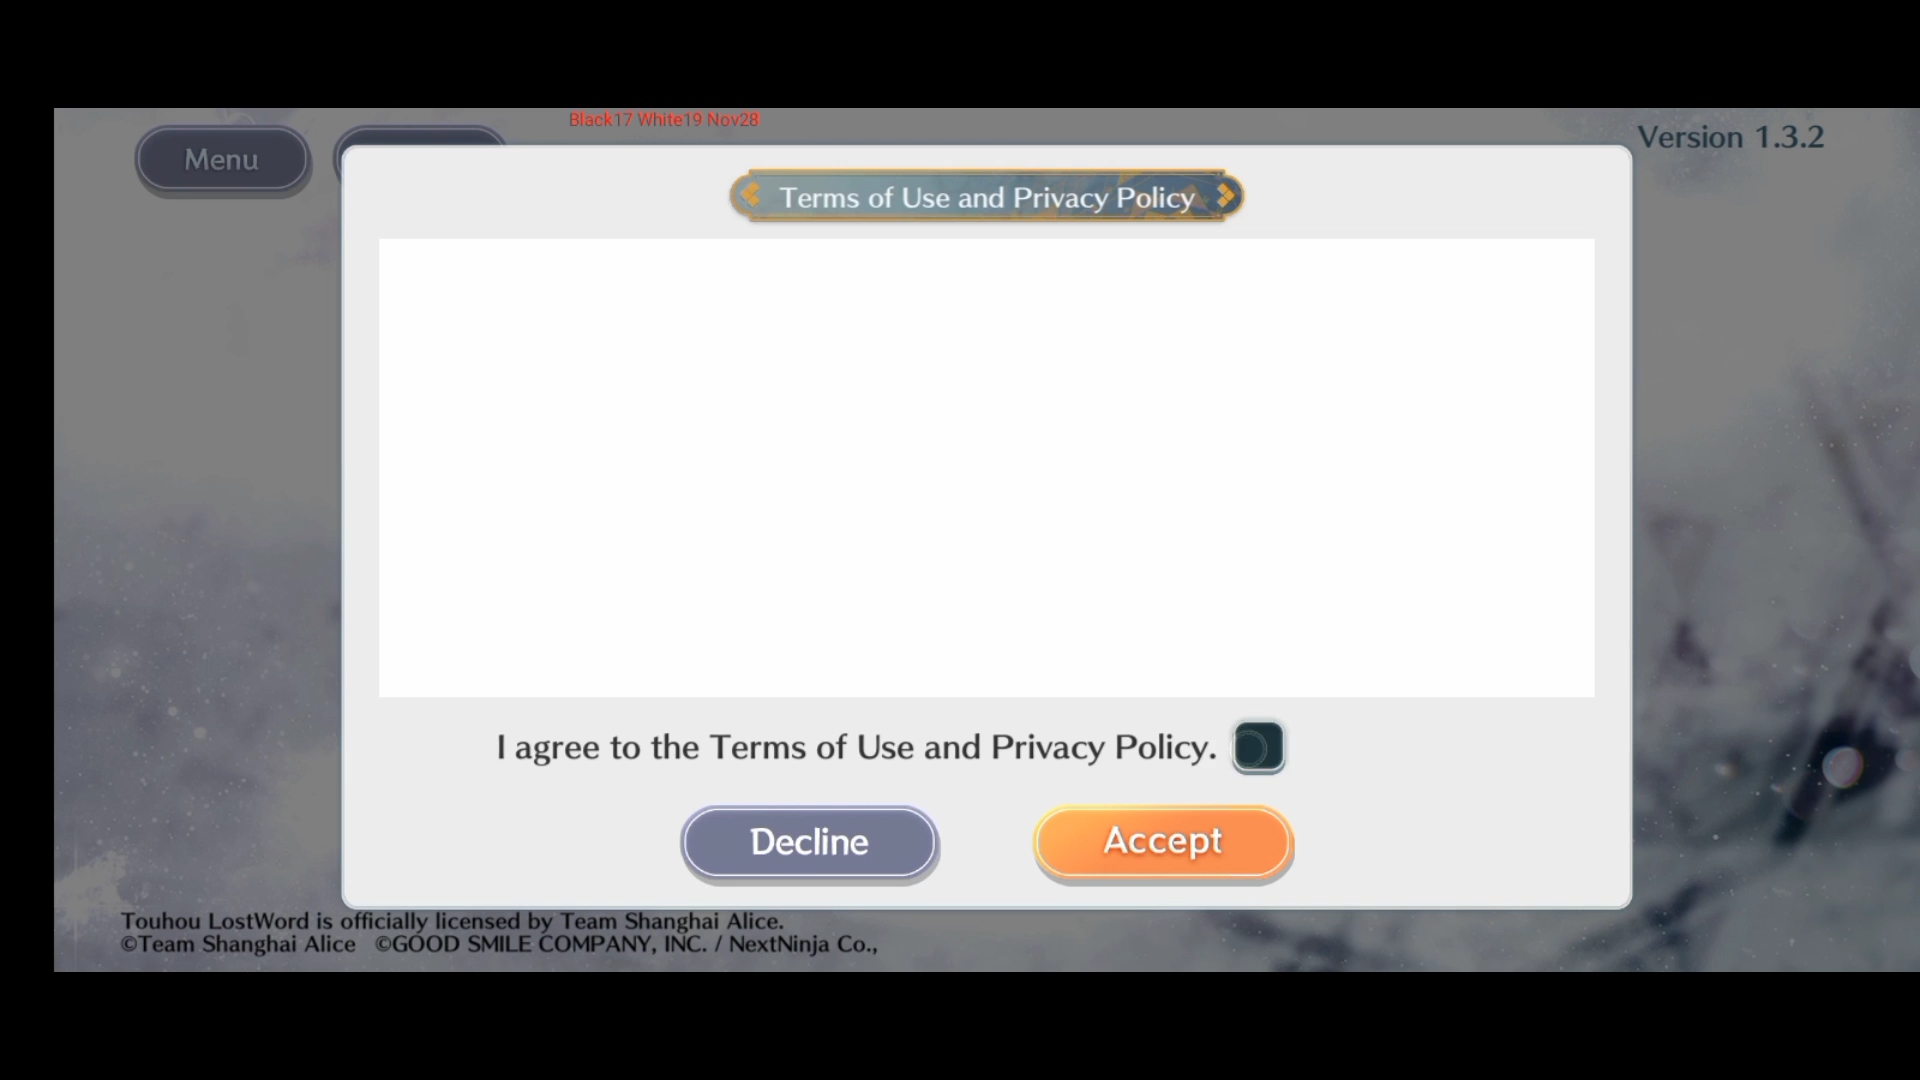 Black17 White19 Nov28
Menu
Version 1.3.2
Terms of Use and Privacy Policy
I agree to the Terms of Use and Privacy Policy.
Decline
Accept
Touhou LostWord is officially licensed by Team Shanghai Alice.
©Team Shanghai Alice ©GOOD SMILE COMPANY, INC. / NextNinja Co.,